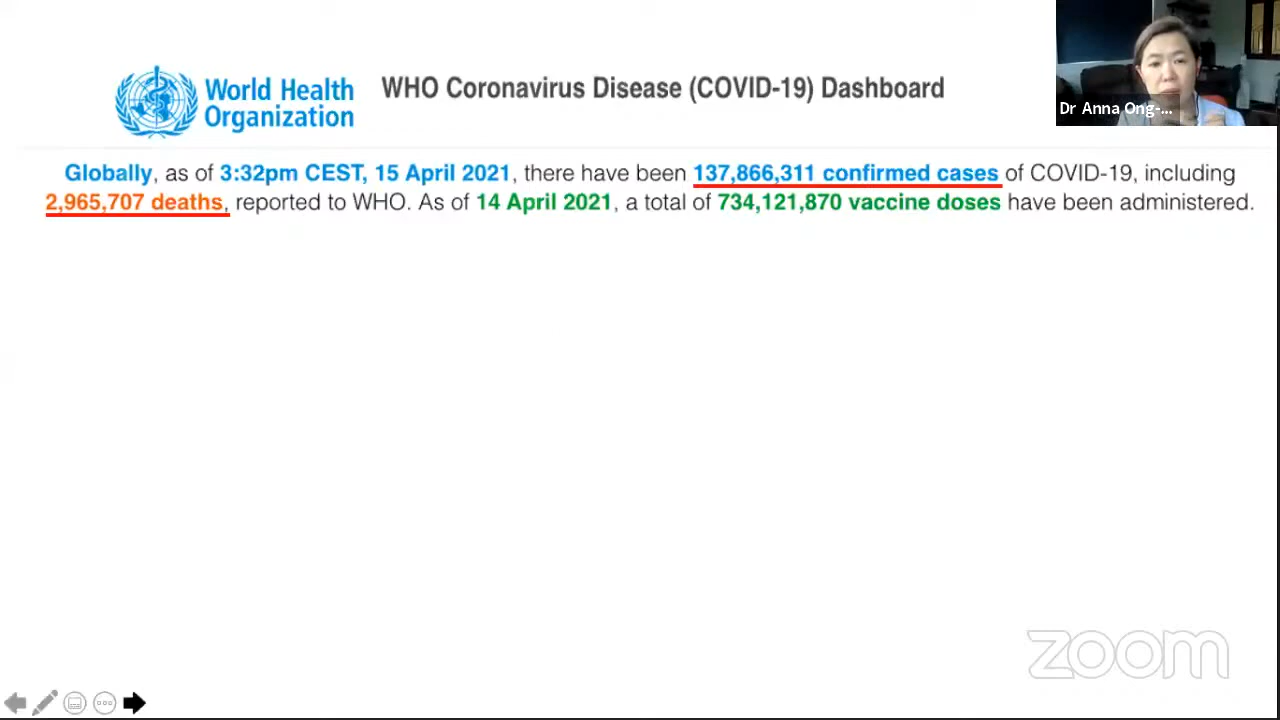 World Health
Organization
WHO Coronavirus Disease (COVID-19) Dashboard
Dr Anna Ong-...
Globally, as of 3:32pm CEST, 15 April 2021, there have been 137,866,311 confirmed cases of COVID-19, including
2,965,707 deaths, reported to WHO. As of 14 April 2021, a total of 734,121,870 vaccine doses have been administered.
zoom